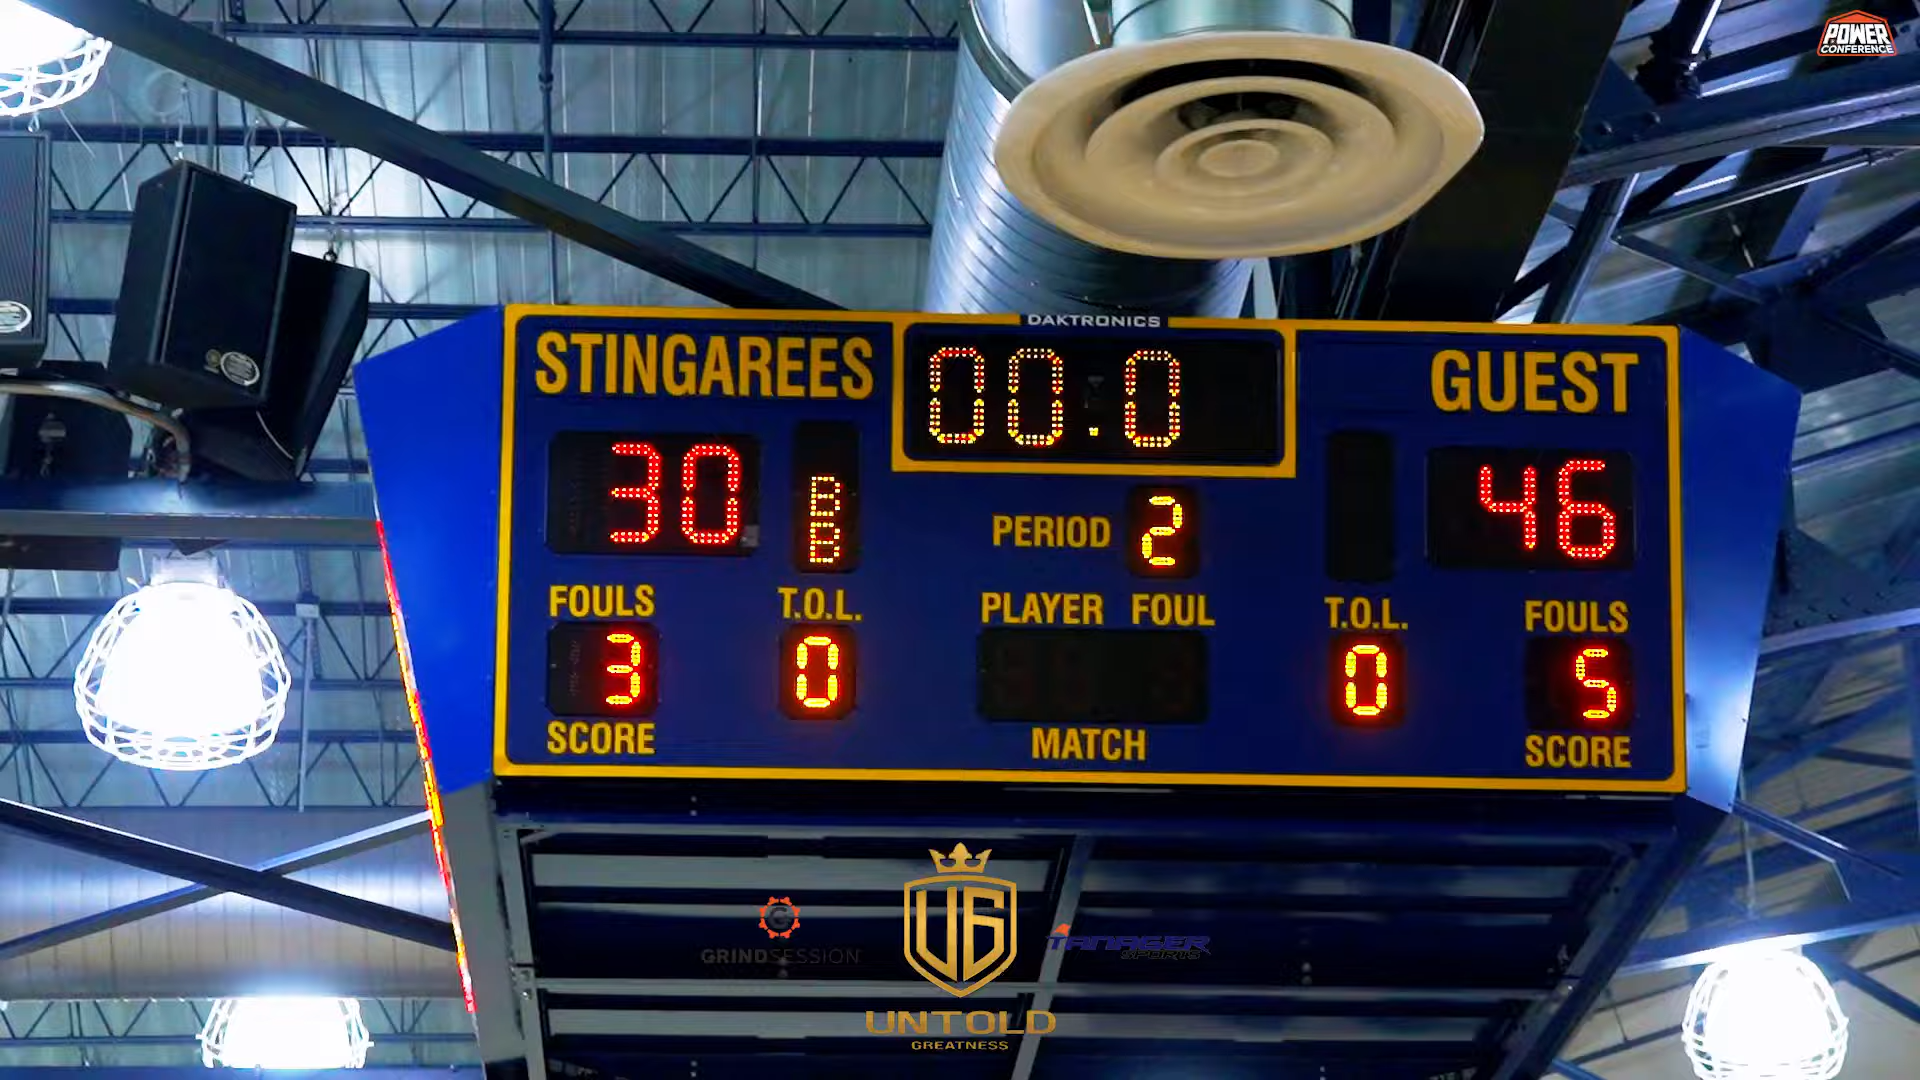 POWER
CONFERENCE
DAKTRONICS
STINGAREES
00.0
GUEST
30
B
B
PERIOD 2
46
FOULS
T.O.L.
PLAYER FOUL
T.O.L.
FOULS
3
0
0
5
SCORE
MATCH
SCORE
GRINDSESSION
UG
TANAGER
SPORTS
UNTOLD
GREATNESS